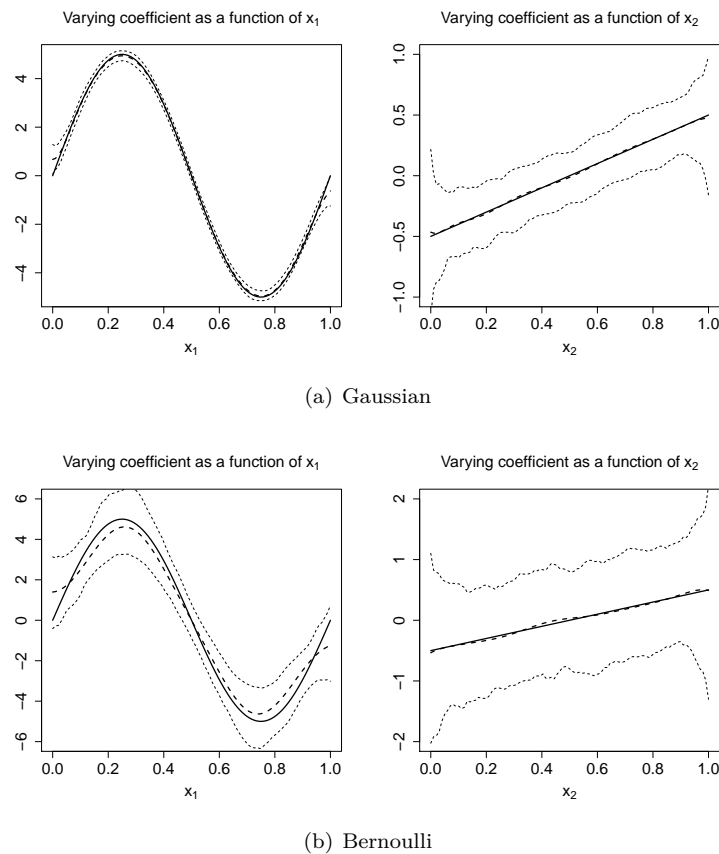 Varying coefficient as a function of x₁
Varying coefficient as a function of x₂
4
2
0
−2
−4
0.0 0.2 0.4 0.6 0.8 1.0
x₁
1.0
0.5
0.0
−0.5
−1.0
0.0 0.2 0.4 0.6 0.8 1.0
x₂
(a) Gaussian
Varying coefficient as a function of x₁
Varying coefficient as a function of x₂
6
4
2
0
−2
−4
−6
0.0 0.2 0.4 0.6 0.8 1.0
x₁
2
1
0
−1
−2
0.0 0.2 0.4 0.6 0.8 1.0
x₂
(b) Bernoulli